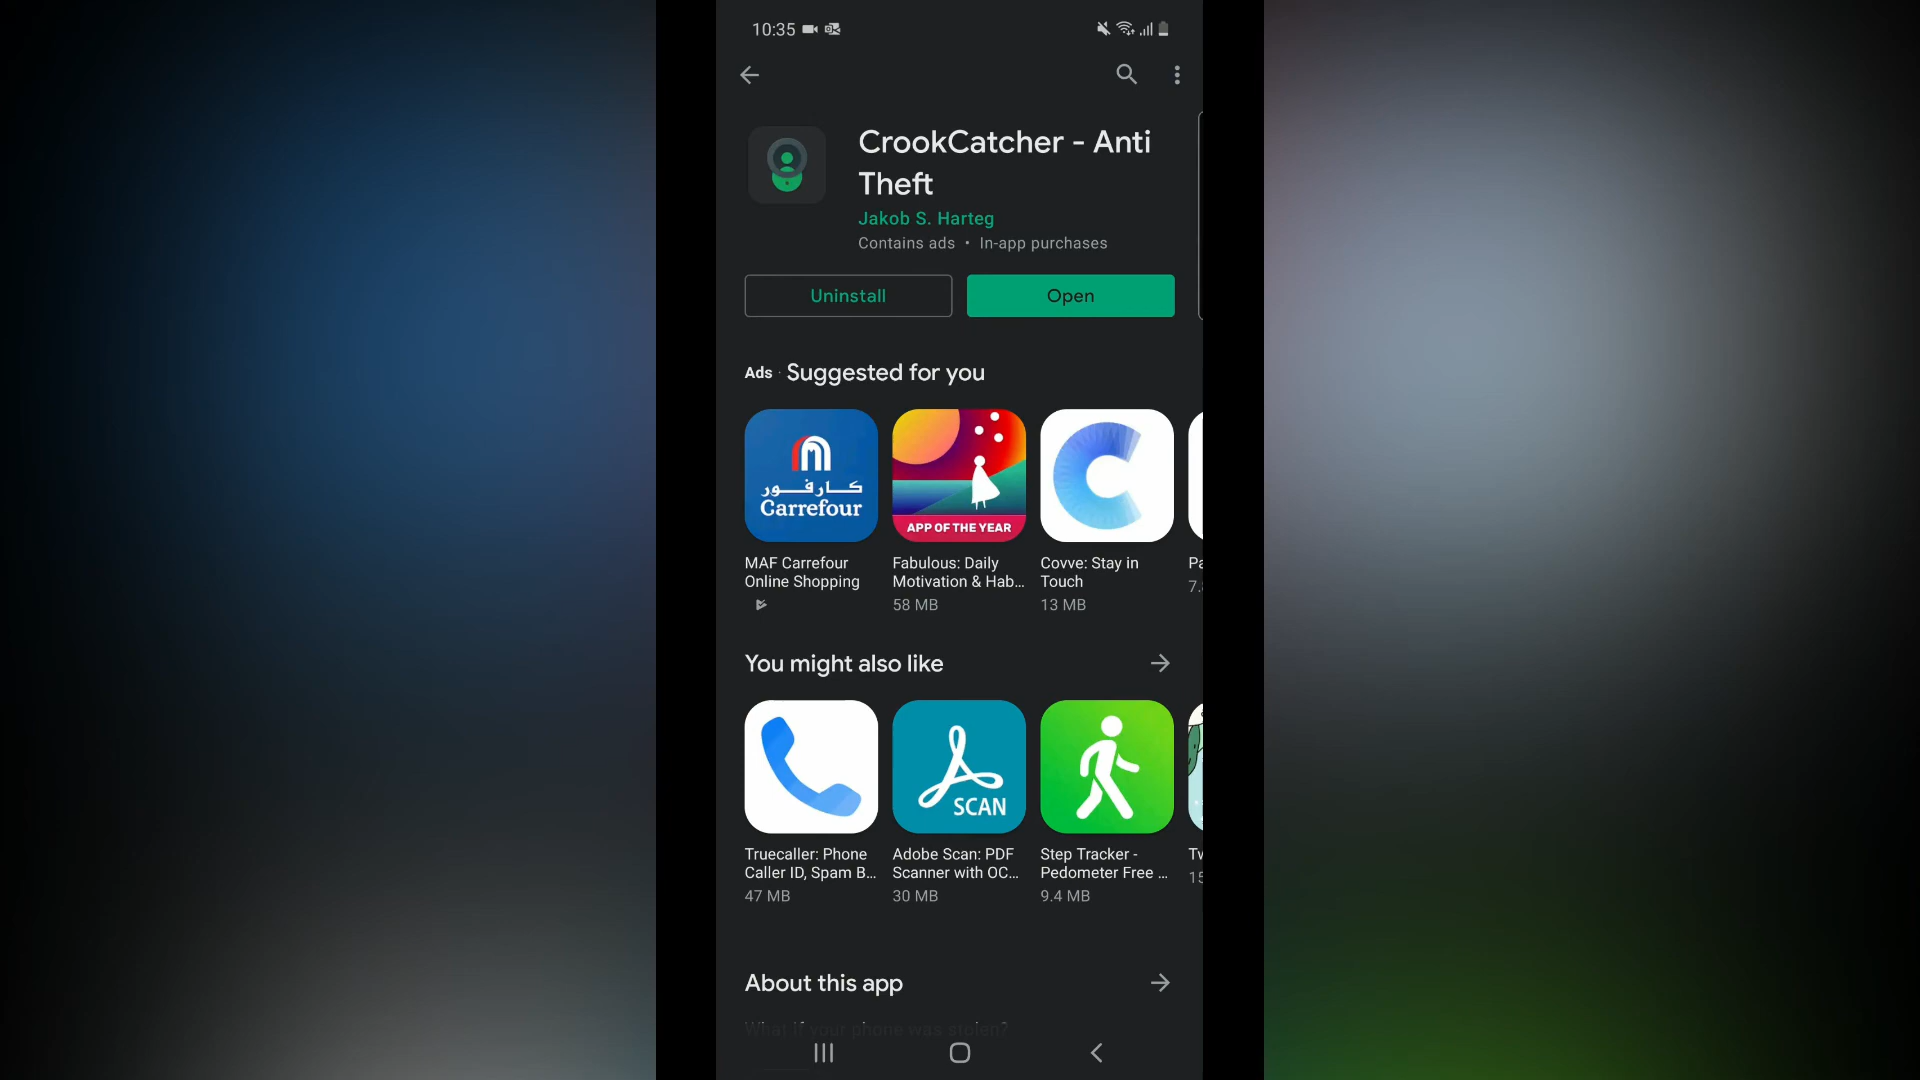 10:35
CrookCatcher - Anti
Theft
Jakob S. Harteg
Contains ads • In-app purchases
Uninstall
Open
Ads · Suggested for you
كارفور
Carrefour
APP OF THE YEAR
MAF Carrefour
Online Shopping
Fabulous: Daily
Motivation & Hab...
58 MB
Covve: Stay in
Touch
13 MB
Pa
7.
You might also like
SCAN
Truecaller: Phone
Caller ID, Spam B...
47 MB
Adobe Scan: PDF
Scanner with OC...
30 MB
Step Tracker -
Pedometer Free ...
9.4 MB
Tw
15
About this app
What if your phone was stolen?